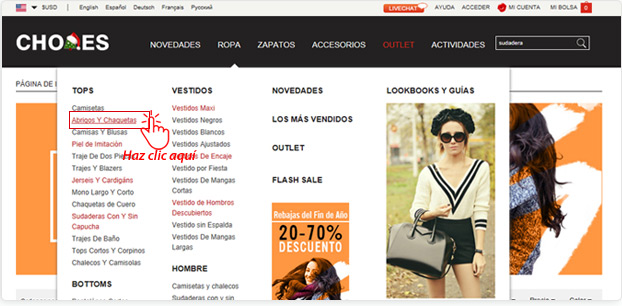 $USD | English Español Deutsch Français Русский
LIVECHAT AYUDA ACCEDER MI CUENTA MI BOLSA 0
CHO ES
NOVEDADES ROPA ZAPATOS ACCESORIOS OUTLET ACTIVIDADES sudadera
PÁGINA DE
TOPS
Camisetas
Abrigos Y Chaquetas
Camisas Y Blusas
Piel de Imitación
Traje De Dos Pie
Trajes Y Blazers
Jerseis Y Cardigáns
Mono Largo Y Corto
Chaquetas de Cuero
Sudaderas Con Y Sin
Capucha
Trajes De Baño
Tops Cortos Y Corpinos
Chalecos Y Camisolas
BOTTOMS
Haz clic aquí
VESTIDOS
Vestidos Maxi
Vestidos Negros
Vestidos Blancos
Vestidos Ajustados
De Encaje
Vestido por Fiesta
Vestidos De Mangas
Cortas
Vestido de Hombros
Descubiertos
Vestido sin Espalda
Vestidos De Mangas
Largas
HOMBRE
Camisetas y chalecos
Sudaderas con y sin
NOVEDADES
LOS MÁS VENDIDOS
OUTLET
FLASH SALE
Rebajas del Fin de Año
20-70%
DESCUENTO
LOOKBOOKS Y GUÍAS